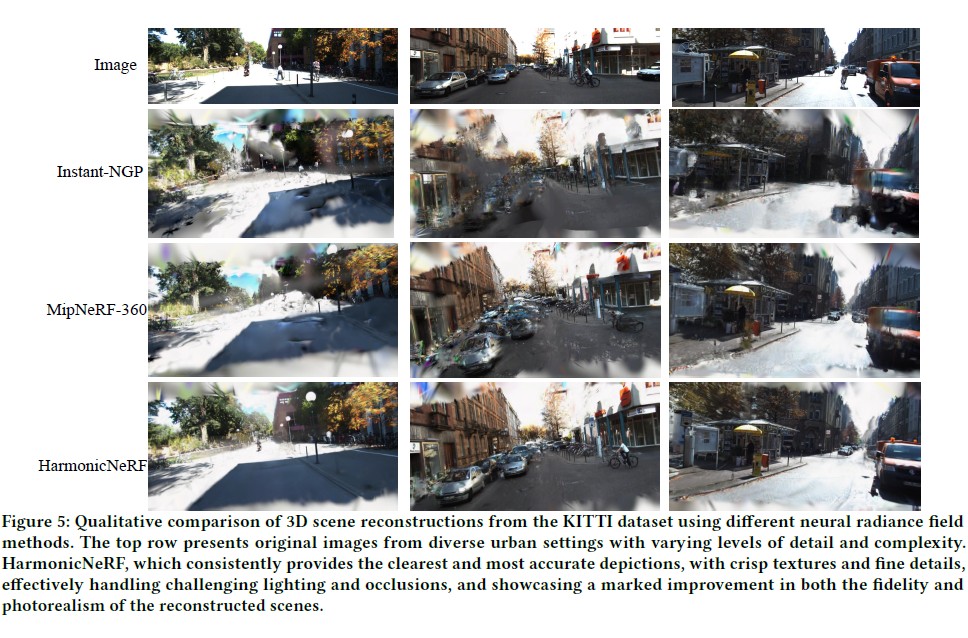 Image
Instant-NGP
MipNeRF-360
HarmonicNeRF
Figure 5: Qualitative comparison of 3D scene reconstructions from the KITTI dataset using different neural radiance field
methods. The top row presents original images from diverse urban settings with varying levels of detail and complexity.
HarmonicNeRF, which consistently provides the clearest and most accurate depictions, with crisp textures and fine details,
effectively handling challenging lighting and occlusions, and showcasing a marked improvement in both the fidelity and
photorealism of the reconstructed scenes.